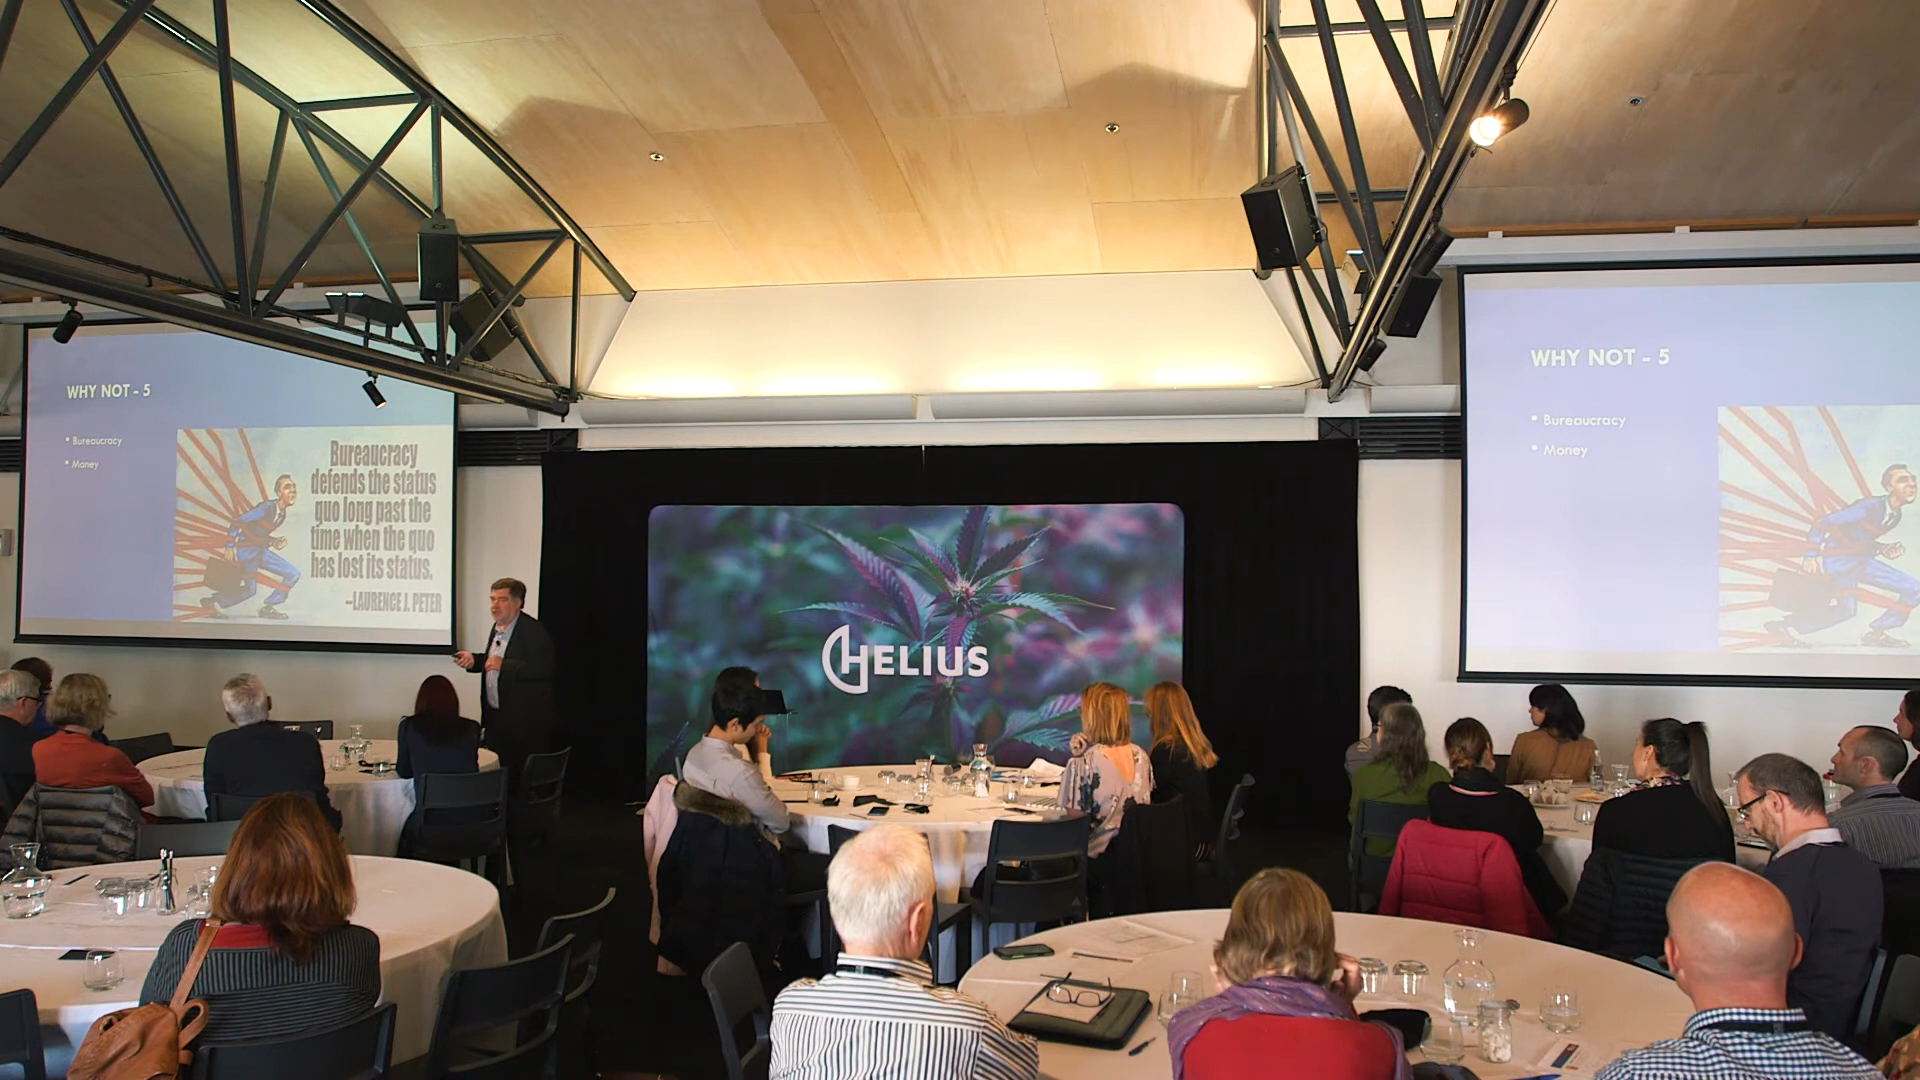 WHY NOT - 5
• Bureaucracy
• Money
Bureaucracy
defends the status
quo long past the
time when the quo
has lost its status.
–LAURENCE J. PETER
HELIUS
WHY NOT - 5
• Bureaucracy
• Money